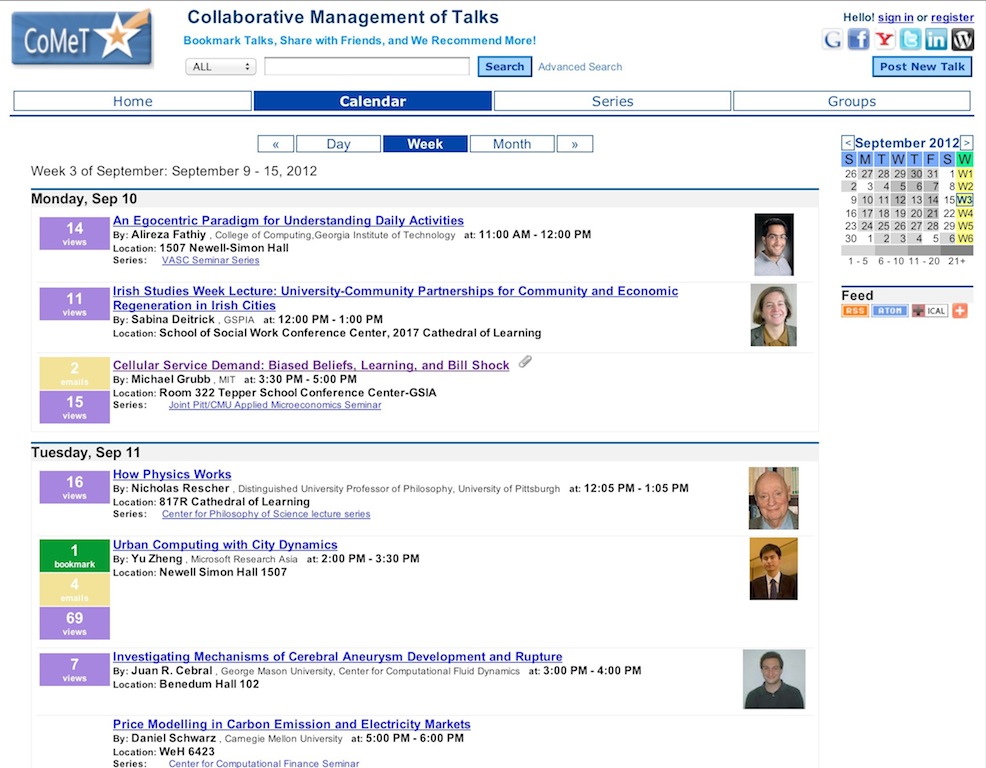 CoMeT
Collaborative Management of Talks
Bookmark Talks, Share with Friends, and We Recommend More!
Hello! sign in or register
ALL Search Advanced Search
Post New Talk
Home Calendar Series Groups
« Day Week Month »
Week 3 of September: September 9 - 15, 2012
Monday, Sep 10
14
views
An Egocentric Paradigm for Understanding Daily Activities
By: Alireza Fathiy , College of Computing,Georgia Institute of Technology at: 11:00 AM - 12:00 PM
Location: 1507 Newell-Simon Hall
Series: VASC Seminar Series
11
views
Irish Studies Week Lecture: University-Community Partnerships for Community and Economic
Regeneration in Irish Cities
By: Sabina Deitrick , GSPIA at: 12:00 PM - 1:00 PM
Location: School of Social Work Conference Center, 2017 Cathedral of Learning
2
emails
15
views
Cellular Service Demand: Biased Beliefs, Learning, and Bill Shock
By: Michael Grubb , MIT at: 3:30 PM - 5:00 PM
Location: Room 322 Tepper School Conference Center-GSIA
Series: Joint Pitt/CMU Applied Microeconomics Seminar
Tuesday, Sep 11
16
views
How Physics Works
By: Nicholas Rescher , Distinguished University Professor of Philosophy, University of Pittsburgh at: 12:05 PM - 1:05 PM
Location: 817R Cathedral of Learning
Series: Center for Philosophy of Science lecture series
1
bookmark
4
emails
69
views
Urban Computing with City Dynamics
By: Yu Zheng , Microsoft Research Asia at: 2:00 PM - 3:30 PM
Location: Newell Simon Hall 1507
7
views
Investigating Mechanisms of Cerebral Aneurysm Development and Rupture
By: Juan R. Cebral , George Mason University, Center for Computational Fluid Dynamics at: 3:00 PM - 4:00 PM
Location: Benedum Hall 102
Price Modelling in Carbon Emission and Electricity Markets
By: Daniel Schwarz , Carnegie Mellon University at: 5:00 PM - 6:00 PM
Location: WeH 6423
Series: Center for Computational Finance Seminar
< September 2012 >
S M T W T F S W
26 27 28 29 30 31 1 W1
2 3 4 5 6 7 8 W2
9 10 11 12 13 14 15 W3
16 17 18 19 20 21 22 W4
23 24 25 26 27 28 29 W5
30 1 2 3 4 5 6 W6
1 - 5 6 - 10 11 - 20 21+
Feed
RSS ATOM ICAL